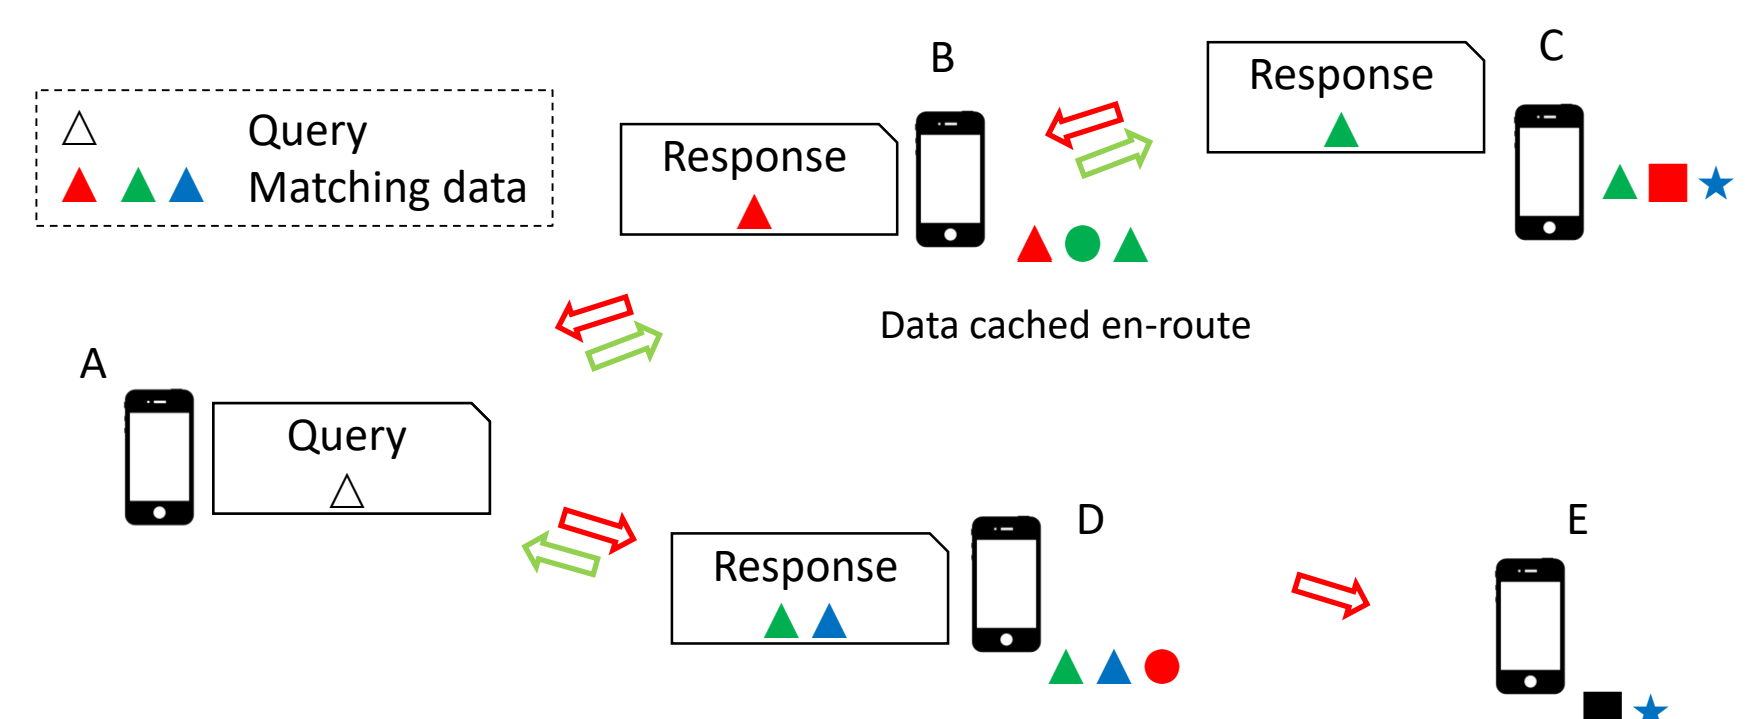 Query
Matching data
B
Response
C
Response
Data cached en-route
A
Query
D
Response
E